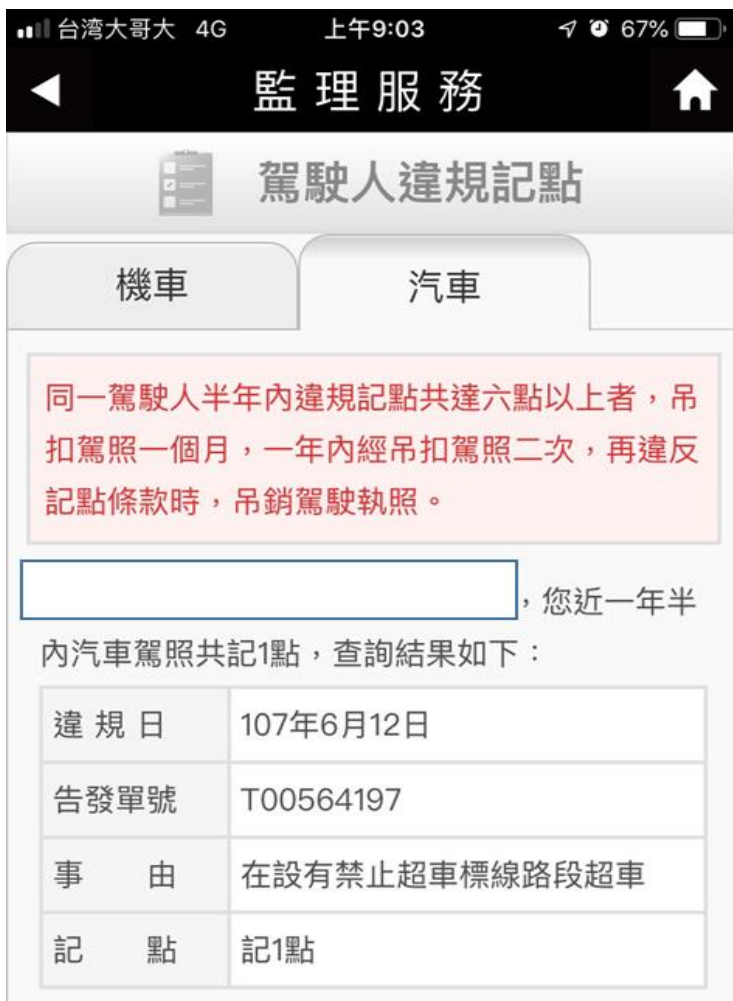 台湾大哥大 4G 上午9:03 67%
監理服務
駕駛人違規記點
機車 汽車
同一駕駛人半年內違規記點共達六點以上者，吊
扣駕照一個月，一年內經吊扣駕照二次，再違反
記點條款時，吊銷駕駛執照。
，您近一年半
內汽車駕照共記1點，查詢結果如下：
違規日 107年6月12日
告發單號 T00564197
事由 在設有禁止超車標線路段超車
記點 記1點